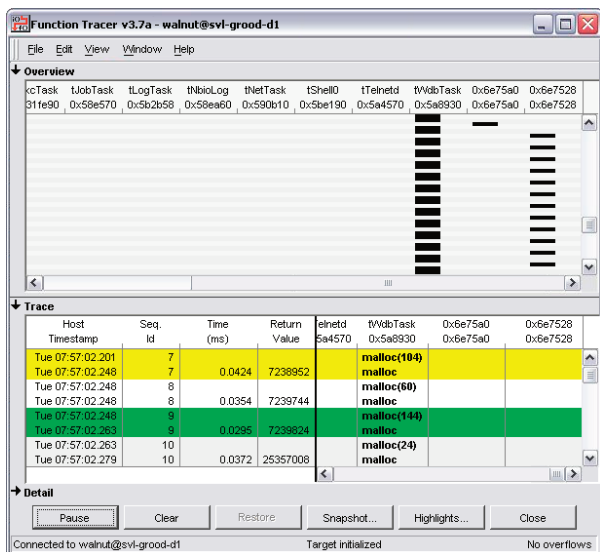 Function Tracer v3.7a - walnut@svl-grood-d1
File Edit View Window Help
Overview
cTask tJobTask tLogTask tNbioLog tNetTask tShell0 tTelnetd tWdbTask 0x6e75a0 0x6e7528
31fe90 0x58e570 0x5b2b58 0x58ea60 0x590b10 0x5be190 0x5a4570 0x5a8930 0x6e75a0 0x6e7528
Trace
Host Seq. Time Return elnetd tWdbTask 0x6e75a0 0x6e7528
Timestamp Id (ms) Value 5a4570 0x5a8930 0x6e75a0 0x6e7528
Tue 07:57:02.201 7 malloc(104)
Tue 07:57:02.248 7 0.0424 7238952 malloc
Tue 07:57:02.248 8 malloc(60)
Tue 07:57:02.248 8 0.0354 7239744 malloc
Tue 07:57:02.248 9 malloc(144)
Tue 07:57:02.263 9 0.0295 7239824 malloc
Tue 07:57:02.263 10 malloc(24)
Tue 07:57:02.279 10 0.0372 25357008 malloc
Detail
Pause Clear Restore Snapshot... Highlights... Close
Connected to walnut@svl-grood-d1 Target initialized No overflows